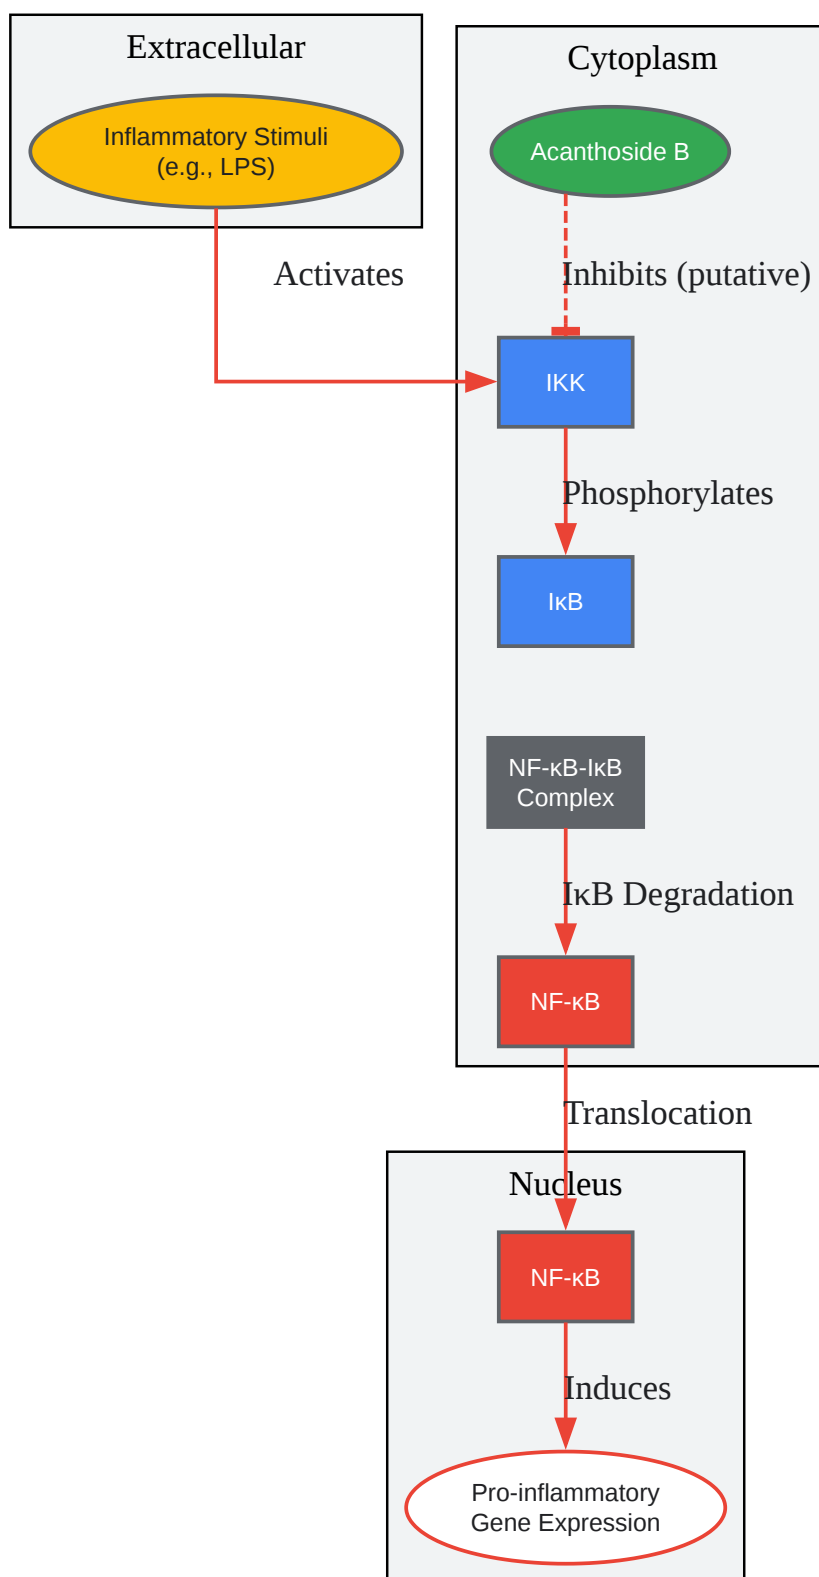 Extracellular
Inflammatory Stimuli
(e.g., LPS)
Activates
Cytoplasm
Acanthoside B
Inhibits (putative)
IKK
Phosphorylates
IκB
NF-κB-IκB
Complex
IκB Degradation
NF-κB
Translocation
Nucleus
NF-κB
Induces
Pro-inflammatory
Gene Expression